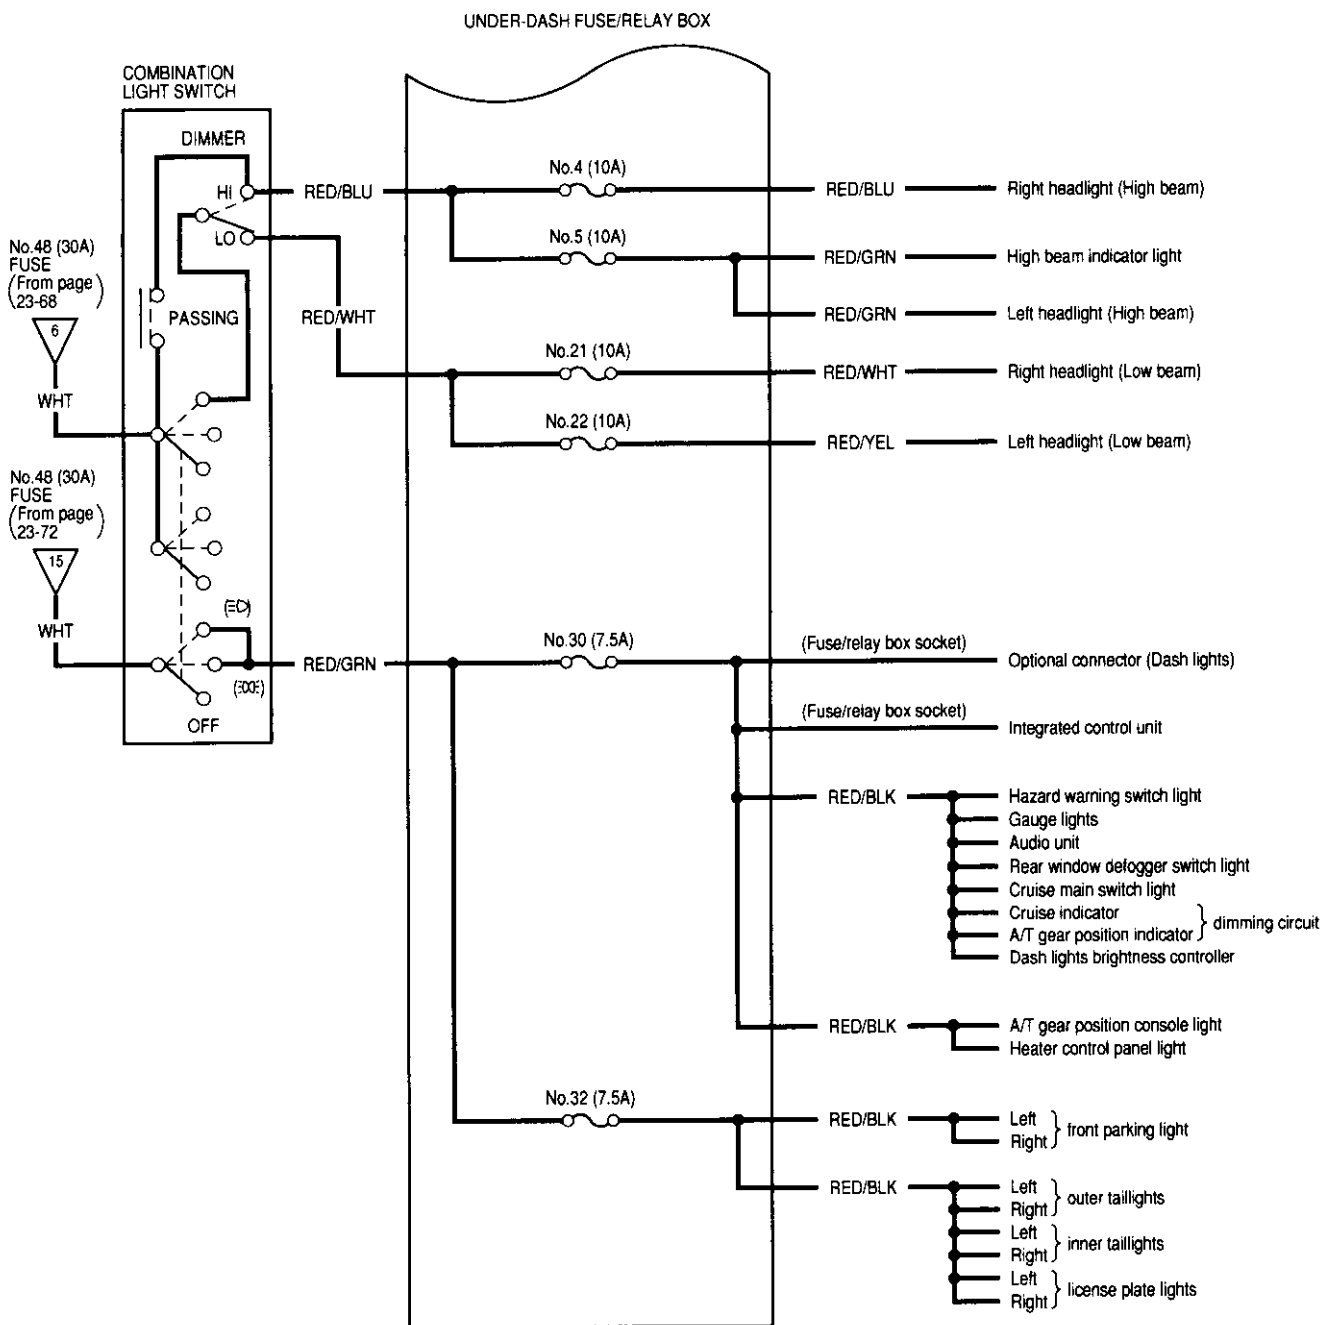 UNDER-DASH FUSE/RELAY BOX
COMBINATION
LIGHT SWITCH
DIMMER
HI
LO
RED/BLU
No.4 (10A)
RED/BLU
Right headlight (High beam)
No.5 (10A)
RED/GRN
High beam indicator light
RED/GRN
Left headlight (High beam)
No.48 (30A)
FUSE
(From page
23-68)
6
WHT
PASSING
RED/WHT
No.21 (10A)
RED/WHT
Right headlight (Low beam)
No.22 (10A)
RED/YEL
Left headlight (Low beam)
No.48 (30A)
FUSE
(From page
23-72)
15
WHT
OFF
RED/GRN
No.30 (7.5A)
(Fuse/relay box socket)
Optional connector (Dash lights)
(Fuse/relay box socket)
Integrated control unit
RED/BLK
Hazard warning switch light
Gauge lights
Audio unit
Rear window defogger switch light
Cruise main switch light
Cruise indicator
A/T gear position indicator
dimming circuit
Dash lights brightness controller
RED/BLK
A/T gear position console light
Heater control panel light
No.32 (7.5A)
RED/BLK
Left
Right
front parking light
RED/BLK
Left
Right
outer taillights
Left
Right
inner taillights
Left
Right
license plate lights